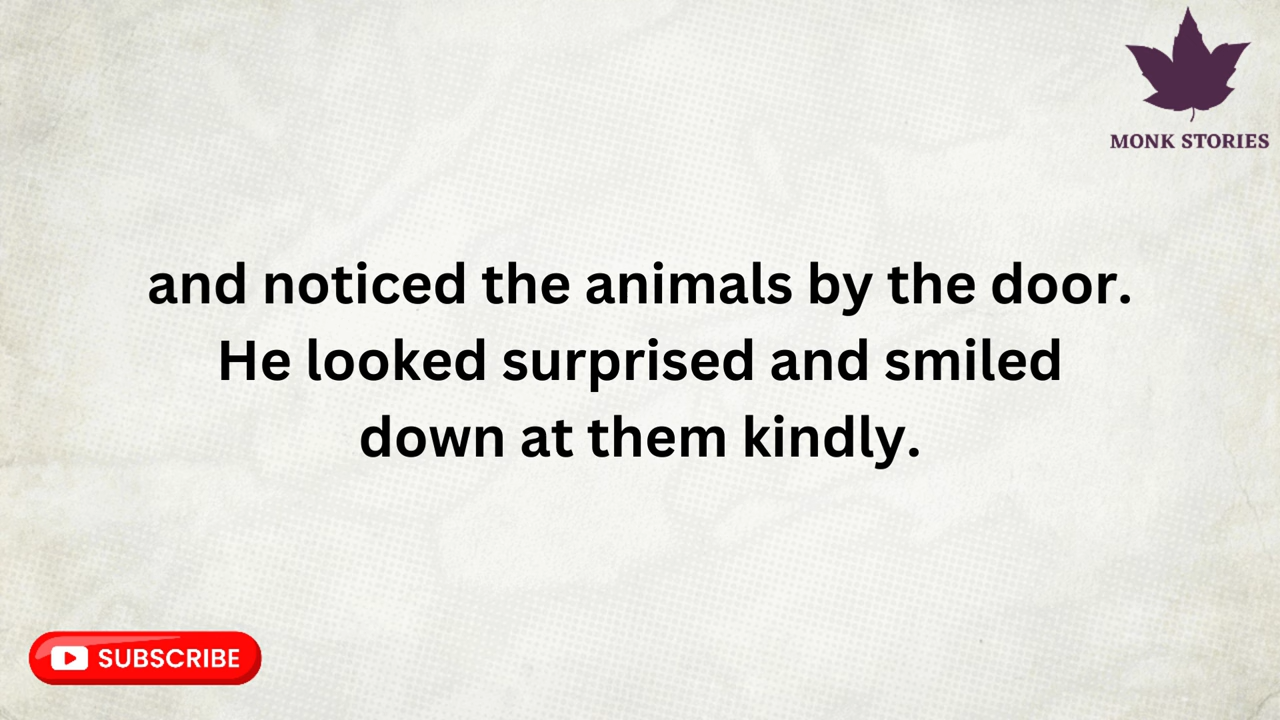 MONK STORIES
and noticed the animals by the door.
He looked surprised and smiled
down at them kindly.
SUBSCRIBE